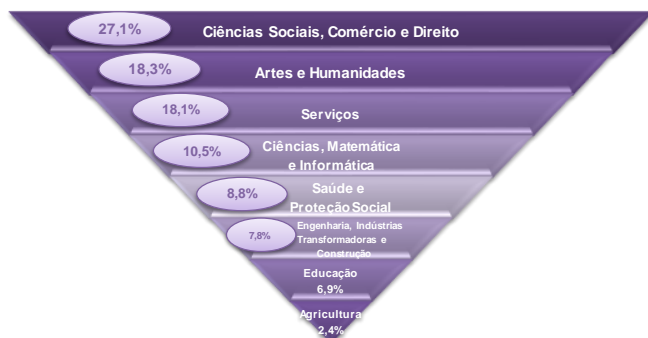 27,1%
Ciências Sociais, Comércio e Direito
18,3%
Artes e Humanidades
18,1%
Serviços
10,5%
Ciências, Matemática
e Informática
8,8%
Saúde e
Proteção Social
7,8%
Engenharia, Indústrias
Transformadoras e
Construção
Educação
6,9%
Agricultura
2,4%